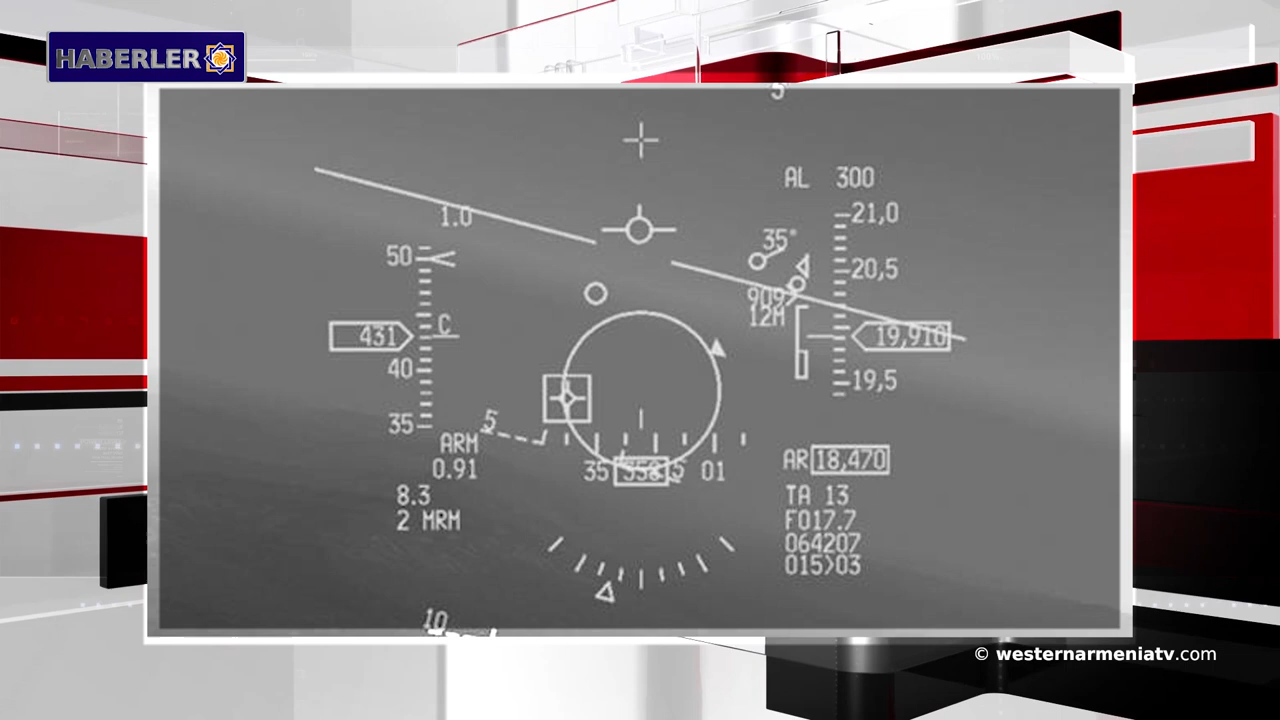 HABERLER
5
AL 300
21,0
1.0
35°
50
20,5
909
12M
431
C
19,910
40
19,5
35
5
ARM
0.91
35 358 5 01
AR 18,470
8.3
2 MRM
TA 13
F017.7
064207
015>03
10
© westernarmeniatv.com